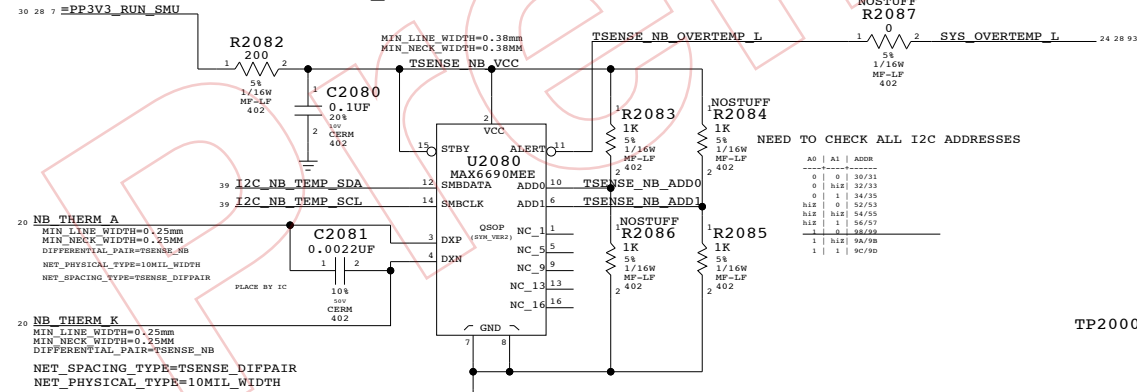 30 28 7 =PP3V3_RUN_SMU
R2082
200
1 2
5%
1/16W
MF-LF
402
MIN_LINE_WIDTH=0.38mm
MIN_NECK_WIDTH=0.38MM
TSENSE_NB_VCC
TSENSE_NB_OVERTEMP_L
NOSTUFF
R2087
0
1 2
5%
1/16W
MF-LF
402
SYS_OVERTEMP_L
24 28 93
1
C2080
0.1UF
20%
10V
CERM
402
2
2
VCC
15 STBY
ALERT 11
U2080
MAX6690MEE
12 SMBDATA
ADD0 10
14 SMBCLK
ADD1 6
QSOP
(SYM_VER2)
3 DXP
4 DXN
NC_1 1
NC_5 5
NC_9 9
NC_13 13
NC_16 16
GND
7 8
39 I2C_NB_TEMP_SDA
39 I2C_NB_TEMP_SCL
TSENSE_NB_ADD0
TSENSE_NB_ADD1
1
R2083
1K
5%
1/16W
MF-LF
402
2
NOSTUFF
1
R2084
1K
5%
1/16W
MF-LF
402
2
NOSTUFF
1
R2086
1K
5%
1/16W
MF-LF
402
2
1
R2085
1K
5%
1/16W
MF-LF
402
2
NEED TO CHECK ALL I2C ADDRESSES
A0 | A1 | ADDR
----+----+-----
0 | 0 | 30/31
0 | hiZ | 32/33
0 | 1 | 34/35
hiZ | 0 | 52/53
hiZ | hiZ | 54/55
hiZ | 1 | 56/57
1 | 0 | 98/99
1 | hiZ | 9A/9B
1 | 1 | 9C/9D
20 NB_THERM_A
MIN_LINE_WIDTH=0.25mm
MIN_NECK_WIDTH=0.25MM
DIFFERENTIAL_PAIR=TSENSE_NB
NET_PHYSICAL_TYPE=10MIL_WIDTH
NET_SPACING_TYPE=TSENSE_DIFPAIR
C2081
0.0022UF
1 2
10%
50V
CERM
402
PLACE BY IC
20 NB_THERM_K
MIN_LINE_WIDTH=0.25mm
MIN_NECK_WIDTH=0.25MM
DIFFERENTIAL_PAIR=TSENSE_NB
NET_SPACING_TYPE=TSENSE_DIFPAIR
NET_PHYSICAL_TYPE=10MIL_WIDTH
TP2000